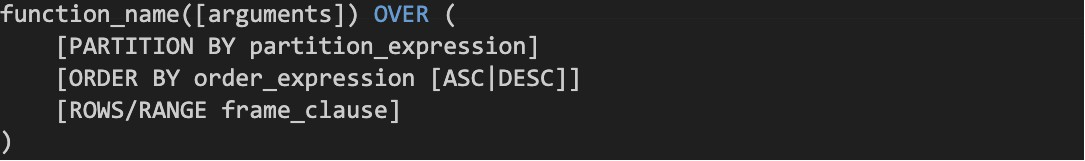 function_name([arguments]) OVER (
    [PARTITION BY partition_expression]
    [ORDER BY order_expression [ASC|DESC]]
    [ROWS/RANGE frame_clause]
)